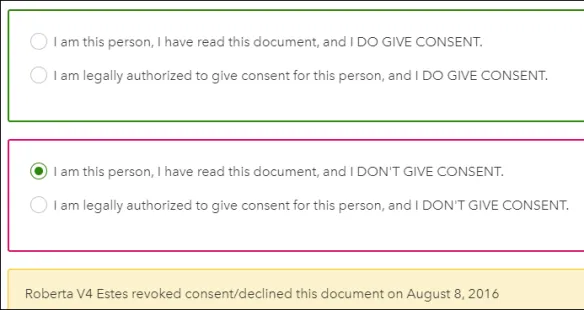 I am this person, I have read this document, and I DO GIVE CONSENT.
I am legally authorized to give consent for this person, and I DO GIVE CONSENT.
I am this person, I have read this document, and I DON'T GIVE CONSENT.
I am legally authorized to give consent for this person, and I DON'T GIVE CONSENT.
Roberta V4 Estes revoked consent/declined this document on August 8, 2016